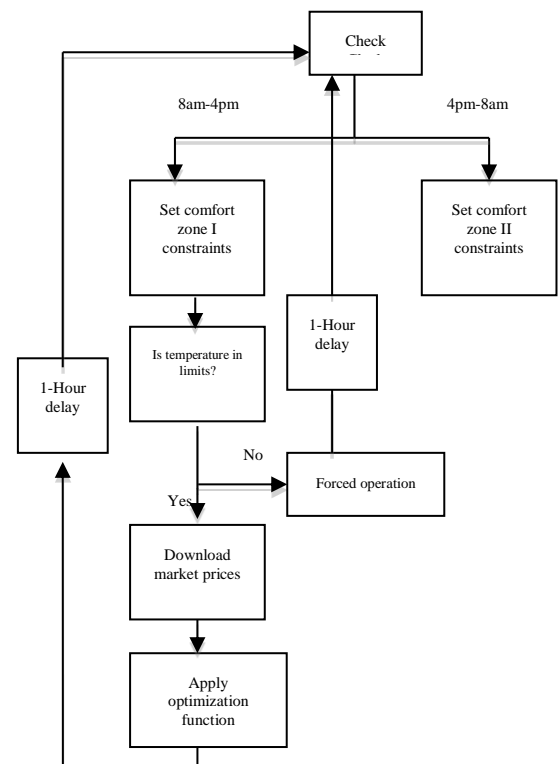 Check
8am-4pm
4pm-8am
Set comfort
zone I
constraints
Set comfort
zone II
constraints
Is temperature in
limits?
1-Hour
delay
1-Hour
delay
No
Forced operation
Yes
Download
market prices
Apply
optimization
function